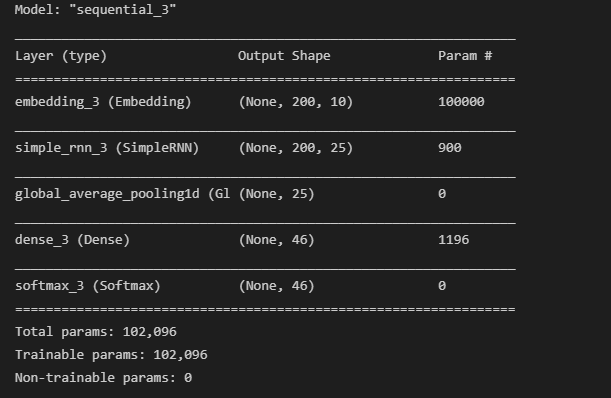 Model: "sequential_3"
_________________________________________________________________
Layer (type)                 Output Shape              Param #
=================================================================
embedding_3 (Embedding)      (None, 200, 10)           100000
_________________________________________________________________
simple_rnn_3 (SimpleRNN)     (None, 200, 25)           900
_________________________________________________________________
global_average_pooling1d (Gl (None, 25)                0
_________________________________________________________________
dense_3 (Dense)              (None, 46)                1196
_________________________________________________________________
softmax_3 (Softmax)          (None, 46)                0
=================================================================
Total params: 102,096
Trainable params: 102,096
Non-trainable params: 0